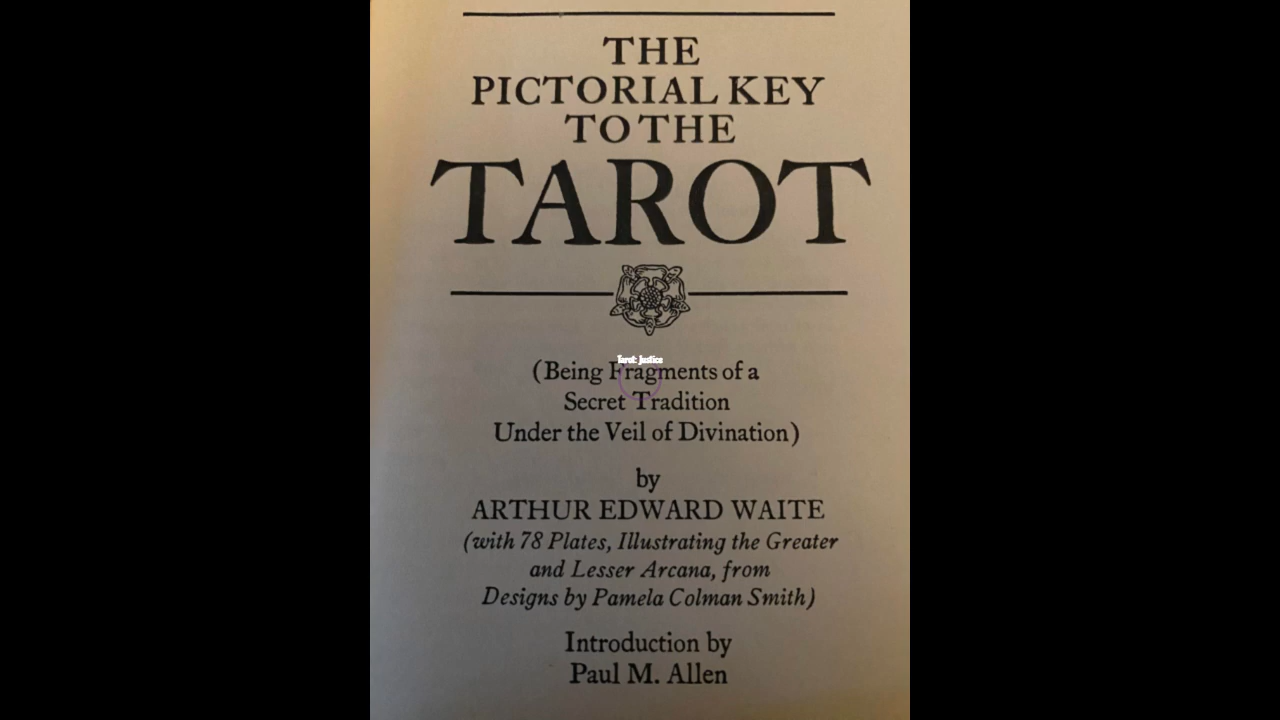 THE
PICTORIAL KEY
TO THE
TAROT
Tarot: Justice
(Being Fragments of a
Secret Tradition
Under the Veil of Divination)
by
ARTHUR EDWARD WAITE
(with 78 Plates, Illustrating the Greater
and Lesser Arcana, from
Designs by Pamela Colman Smith)
Introduction by
Paul M. Allen